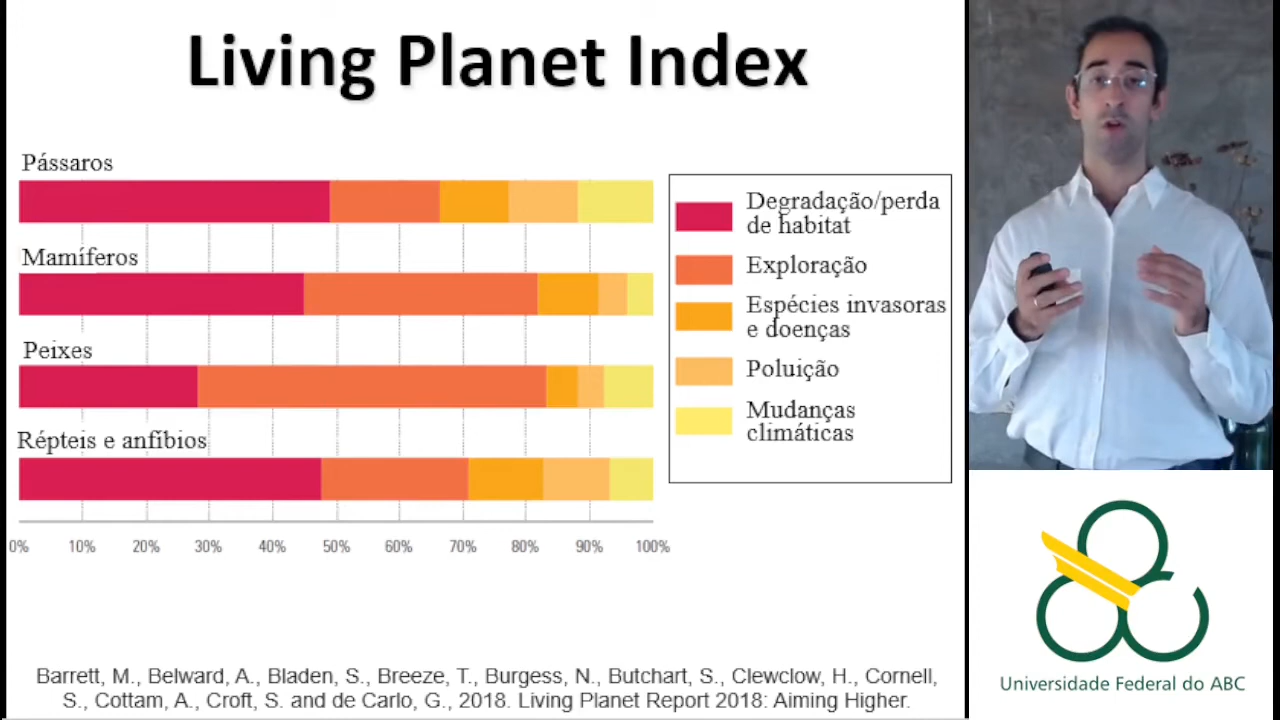 Living Planet Index
Pássaros
Mamíferos
Peixes
Répteis e anfíbios
0% 10% 20% 30% 40% 50% 60% 70% 80% 90% 100%
Degradação/perda
de habitat
Exploração
Espécies invasoras
e doenças
Poluição
Mudanças
climáticas
Barrett, M., Belward, A., Bladen, S., Breeze, T., Burgess, N., Butchart, S., Clewclow, H., Cornell,
S., Cottam, A., Croft, S. and de Carlo, G., 2018. Living Planet Report 2018: Aiming Higher.
Universidade Federal do ABC